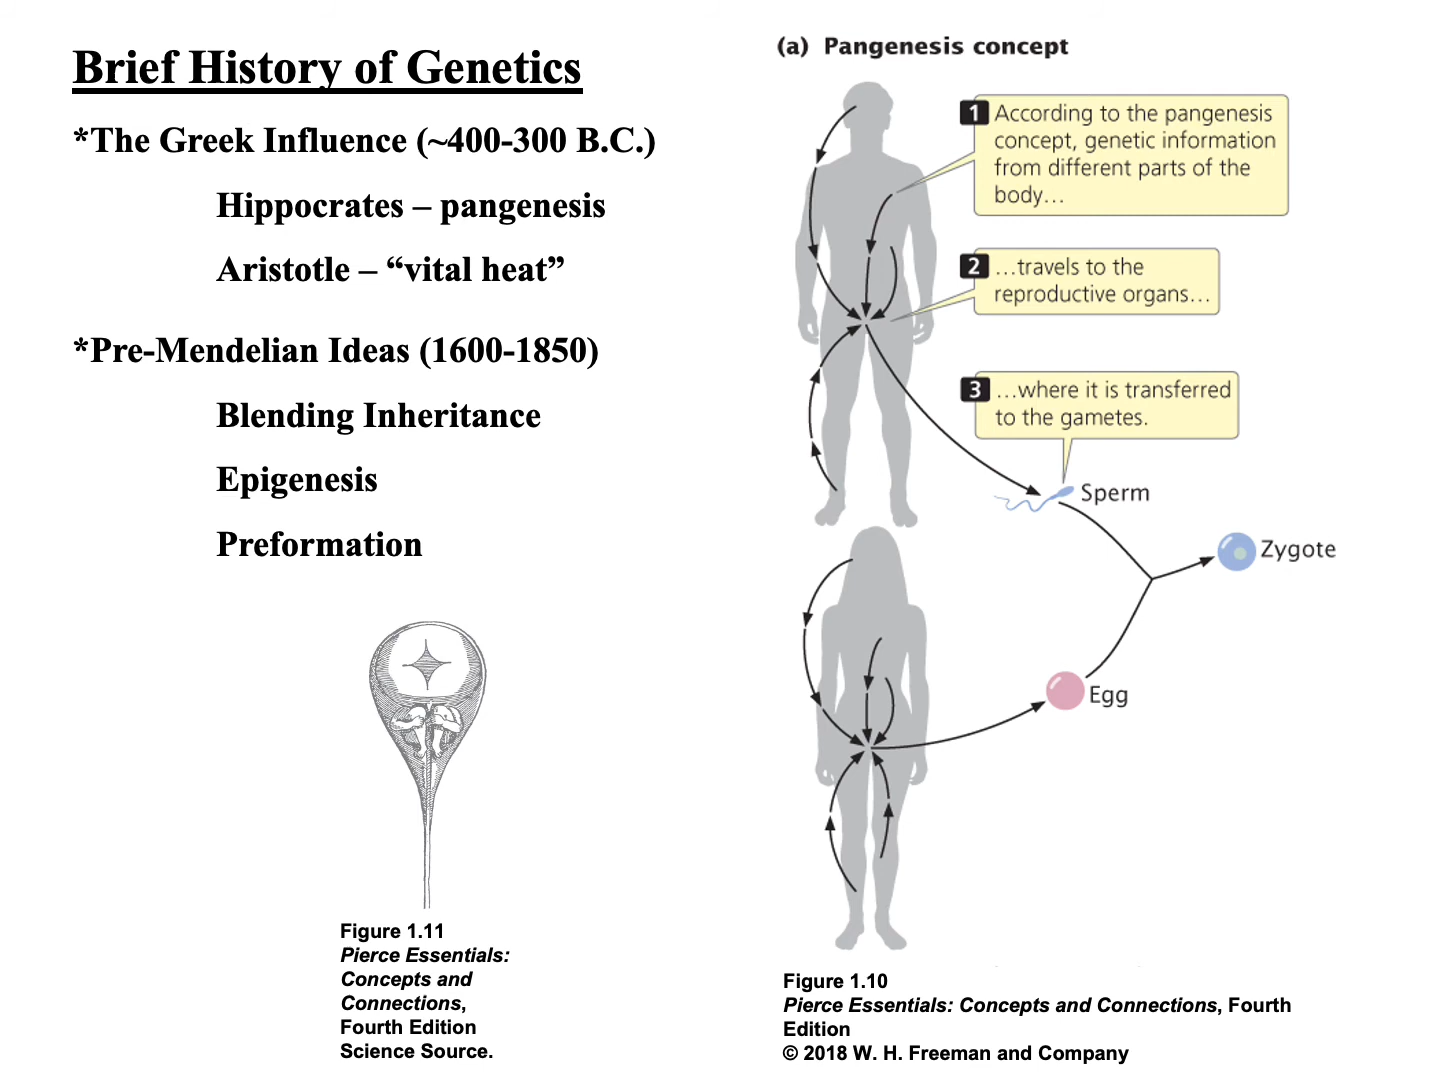 Brief History of Genetics
*The Greek Influence (~400-300 B.C.)
Hippocrates – pangenesis
Aristotle – “vital heat”
*Pre-Mendelian Ideas (1600-1850)
Blending Inheritance
Epigenesis
Preformation
Figure 1.11
Pierce Essentials:
Concepts and
Connections,
Fourth Edition
Science Source.
(a) Pangenesis concept
1 According to the pangenesis
concept, genetic information
from different parts of the
body…
2 …travels to the
reproductive organs…
3 …where it is transferred
to the gametes.
Sperm
Zygote
Egg
Figure 1.10
Pierce Essentials: Concepts and Connections, Fourth
Edition
© 2018 W. H. Freeman and Company